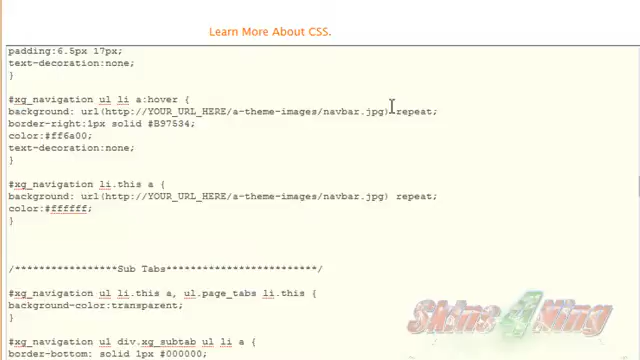 Learn More About CSS.
padding:6.5px 17px;
text-decoration:none;
}
#xg_navigation ul li a:hover {
background: url(http://YOUR_URL_HERE/a-theme-images/navbar.jpg) repeat;
border-right:1px solid #B97534;
color:#ff6a00;
text-decoration:none;
}
#xg_navigation li.this a {
background: url(http://YOUR_URL_HERE/a-theme-images/navbar.jpg) repeat;
color:#ffffff;
}
/*****************Sub Tabs*************************/
#xg_navigation ul li.this a, ul.page_tabs li.this {
background-color:transparent;
}
#xg_navigation ul div.xg_subtab ul li a {
border-bottom: solid 1px #000000;
Skins 4 Ning